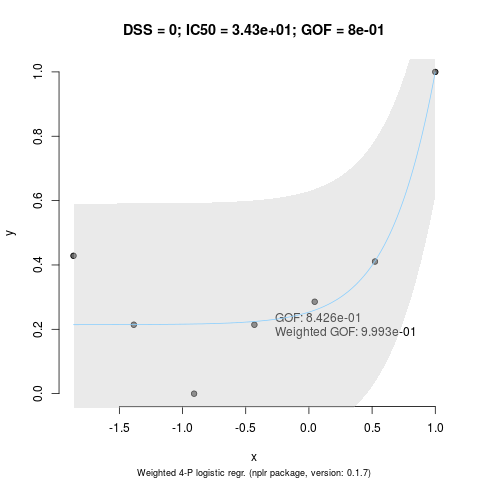 DSS = 0; IC50 = 3.43e+01; GOF = 8e-01
1.0
0.8
0.6
0.4
0.2
0.0
y
GOF: 8.426e-01
Weighted GOF: 9.993e-01
-1.5 -1.0 -0.5 0.0 0.5 1.0
x
Weighted 4-P logistic regr. (nplr package, version: 0.1.7)